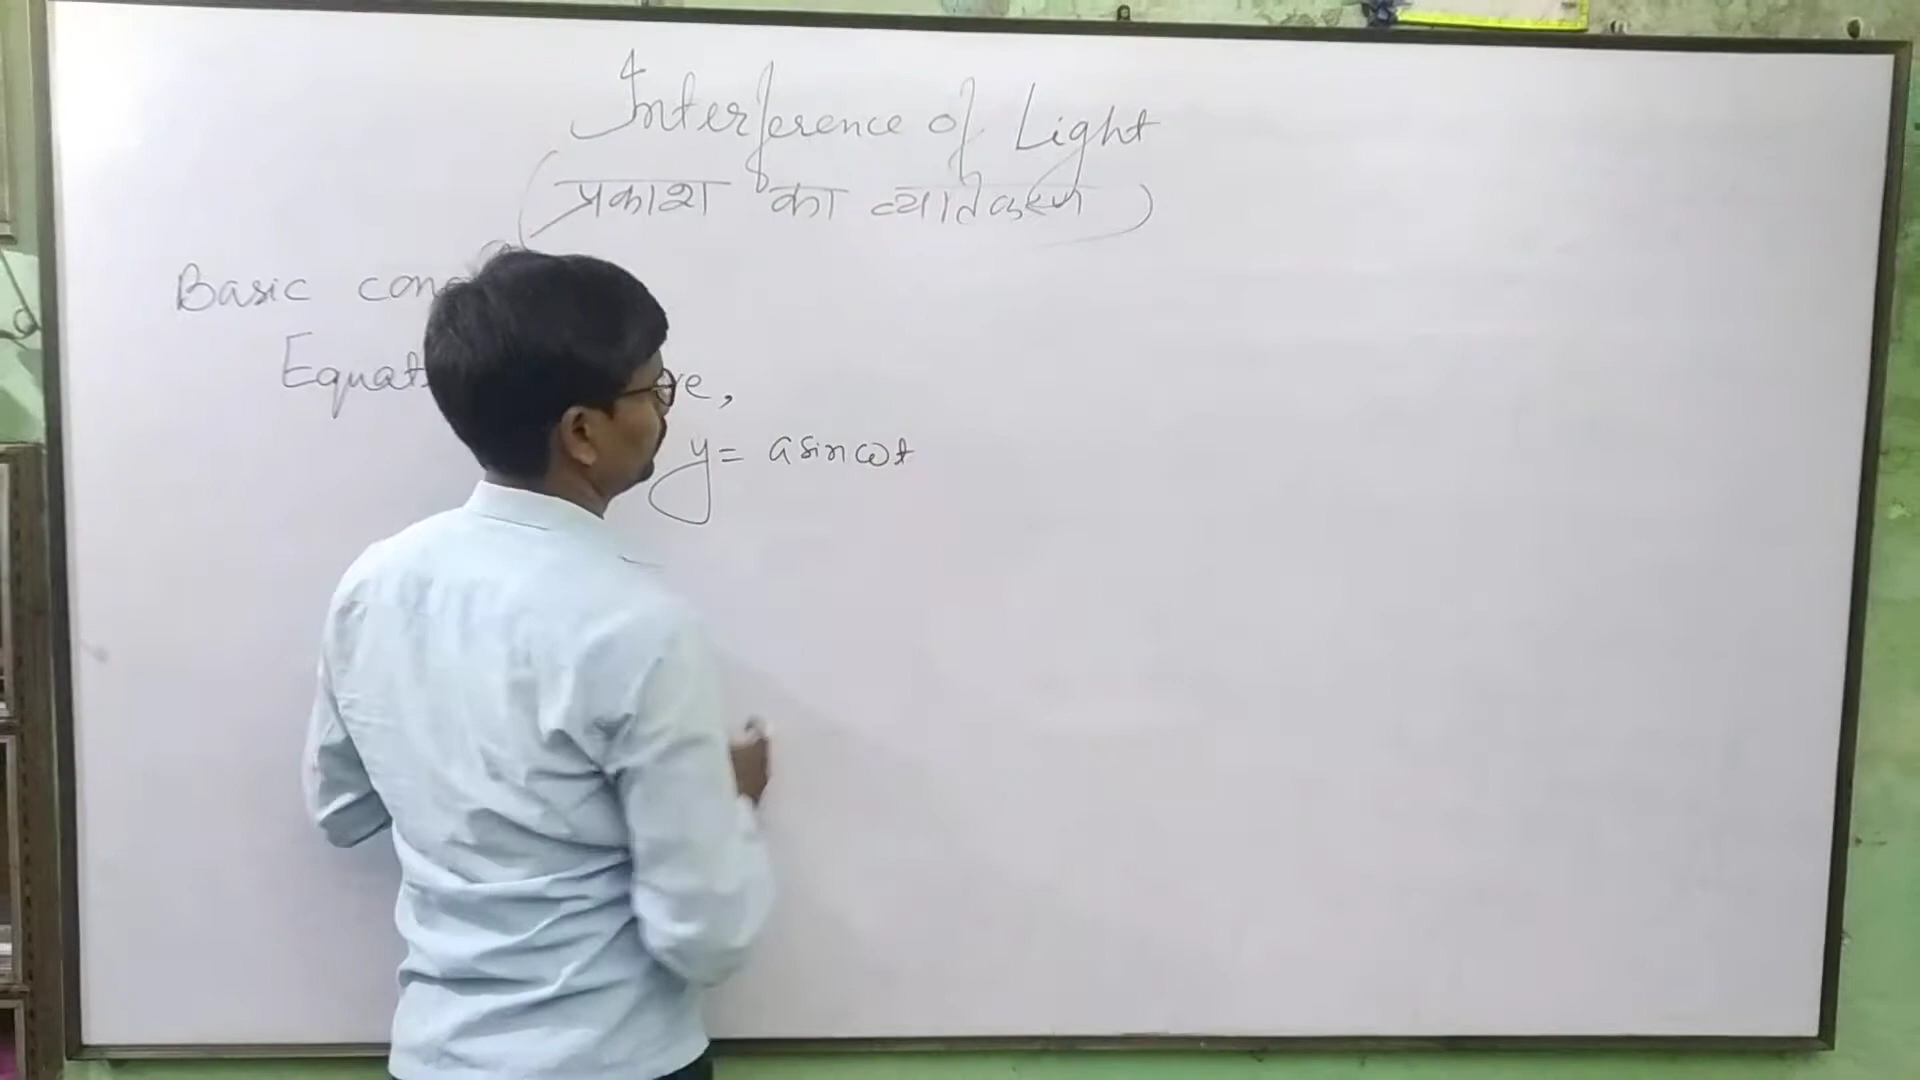 Interference of Light
(प्रकाश का व्यतिकरण)
Basic
Equat
y = a sin ωt